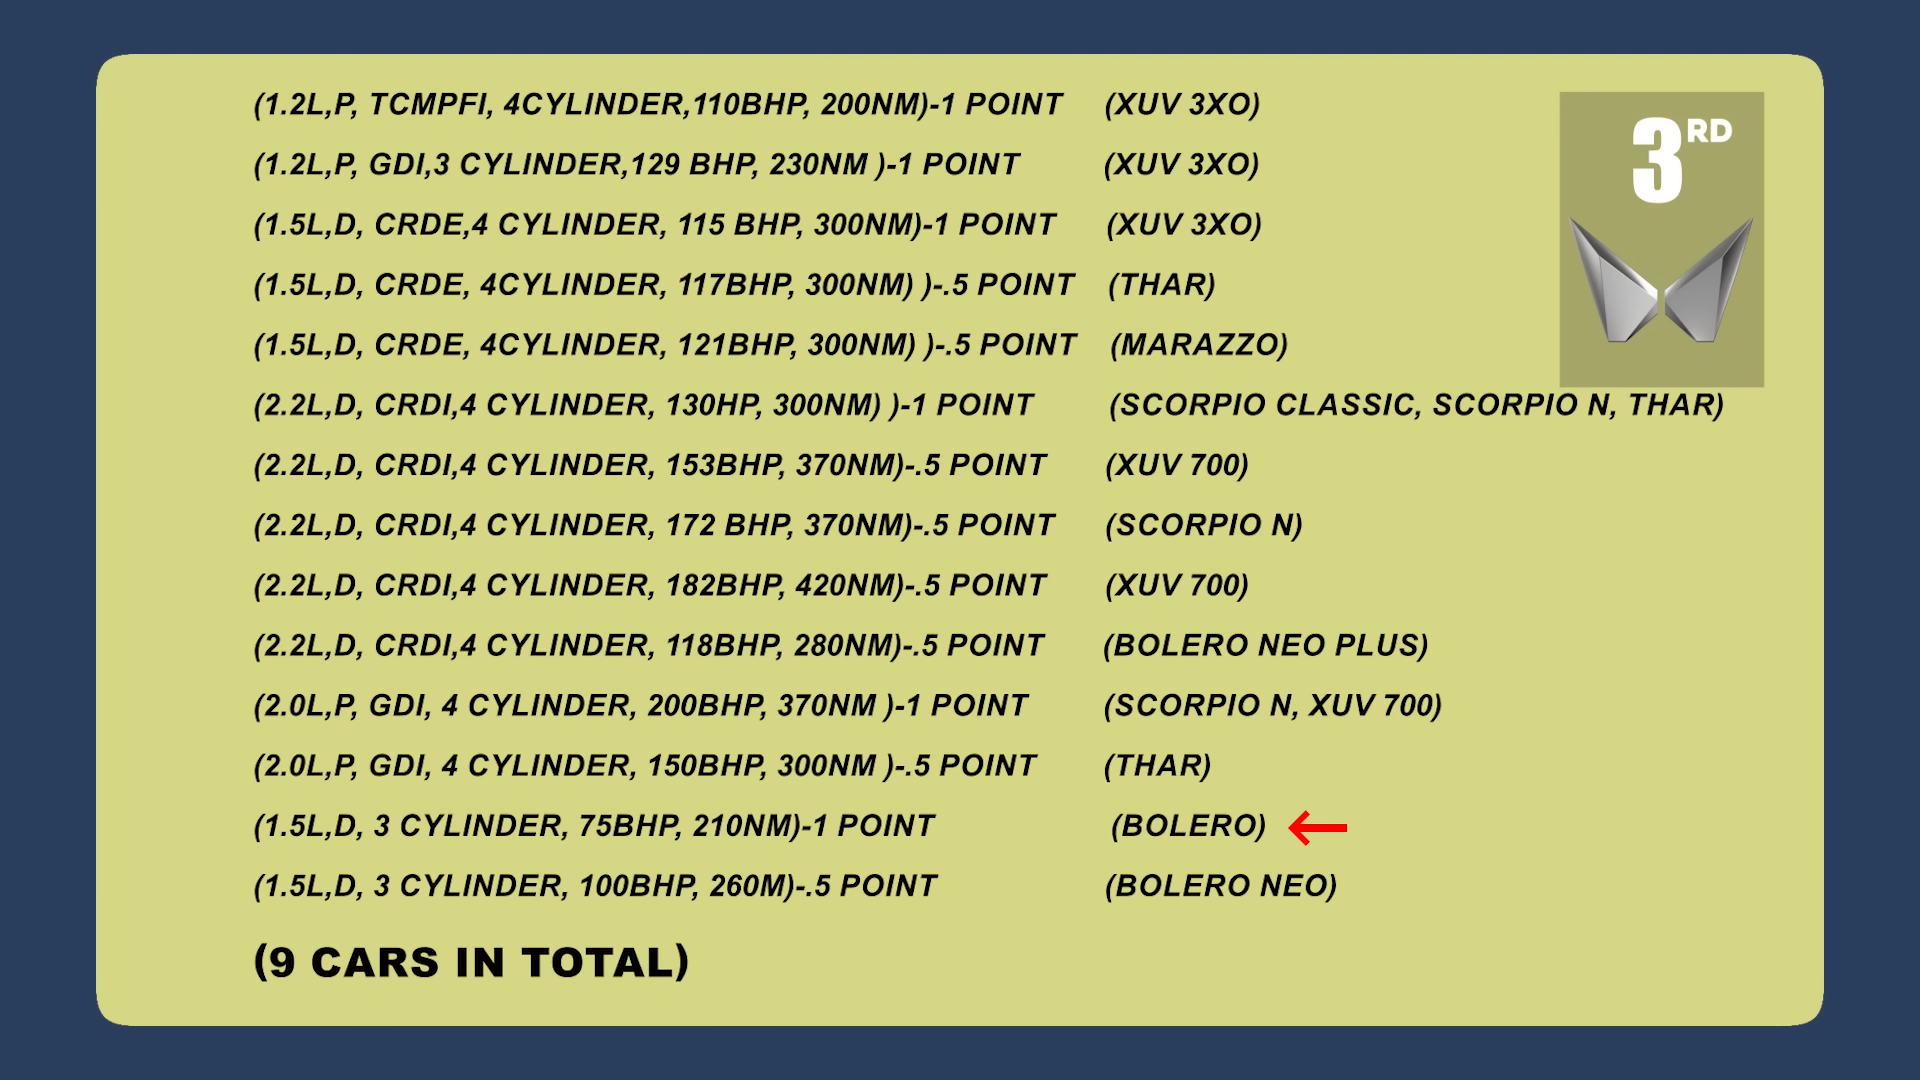 (1.2L,P, TCMPFI, 4CYLINDER,110BHP, 200NM)-1 POINT (XUV 3XO)
(1.2L,P, GDI,3 CYLINDER,129 BHP, 230NM )-1 POINT (XUV 3XO)
(1.5L,D, CRDE,4 CYLINDER, 115 BHP, 300NM)-1 POINT (XUV 3XO)
(1.5L,D, CRDE, 4CYLINDER, 117BHP, 300NM) )-.5 POINT (THAR)
(1.5L,D, CRDE, 4CYLINDER, 121BHP, 300NM) )-.5 POINT (MARAZZO)
(2.2L,D, CRDI,4 CYLINDER, 130HP, 300NM) )-1 POINT (SCORPIO CLASSIC, SCORPIO N, THAR)
(2.2L,D, CRDI,4 CYLINDER, 153BHP, 370NM)-.5 POINT (XUV 700)
(2.2L,D, CRDI,4 CYLINDER, 172 BHP, 370NM)-.5 POINT (SCORPIO N)
(2.2L,D, CRDI,4 CYLINDER, 182BHP, 420NM)-.5 POINT (XUV 700)
(2.2L,D, CRDI,4 CYLINDER, 118BHP, 280NM)-.5 POINT (BOLERO NEO PLUS)
(2.0L,P, GDI, 4 CYLINDER, 200BHP, 370NM )-1 POINT (SCORPIO N, XUV 700)
(2.0L,P, GDI, 4 CYLINDER, 150BHP, 300NM )-.5 POINT (THAR)
(1.5L,D, 3 CYLINDER, 75BHP, 210NM)-1 POINT (BOLERO)
(1.5L,D, 3 CYLINDER, 100BHP, 260M)-.5 POINT (BOLERO NEO)
(9 CARS IN TOTAL)
3RD